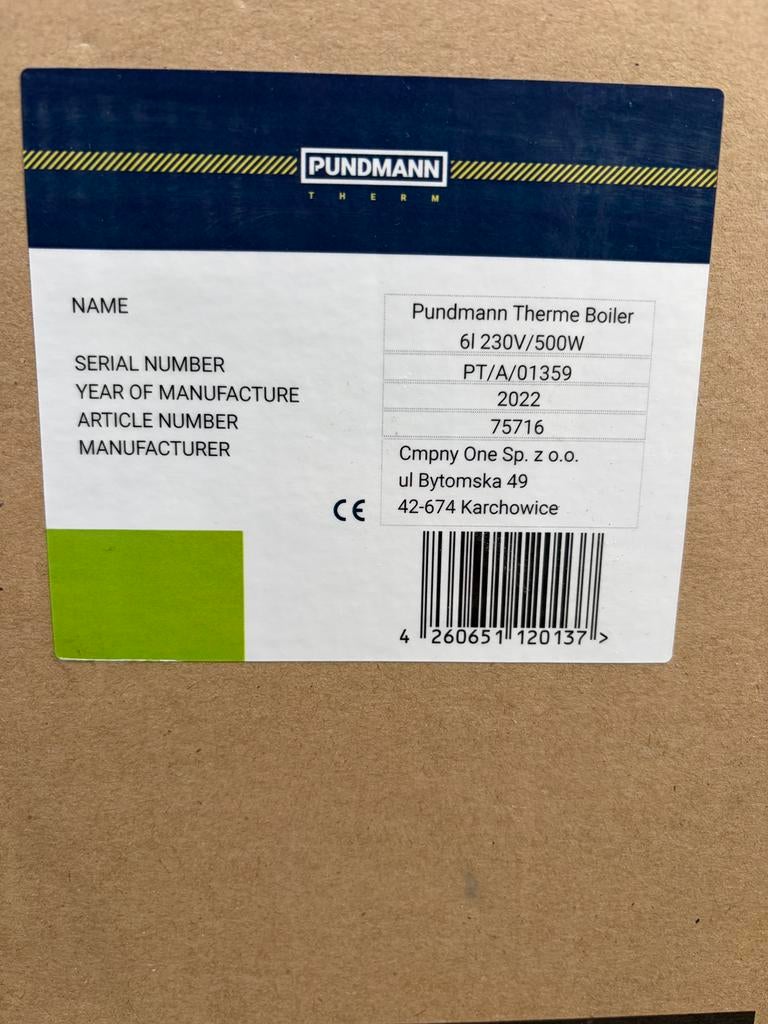 PUNDMANN
THERM
NAME
Pundmann Therme Boiler
6l 230V/500W
SERIAL NUMBER PT/A/01359
YEAR OF MANUFACTURE 2022
ARTICLE NUMBER 75716
MANUFACTURER Cmpny One Sp. z o.o.
ul Bytomska 49
42-674 Karchowice
CE
4 260651 120137 >